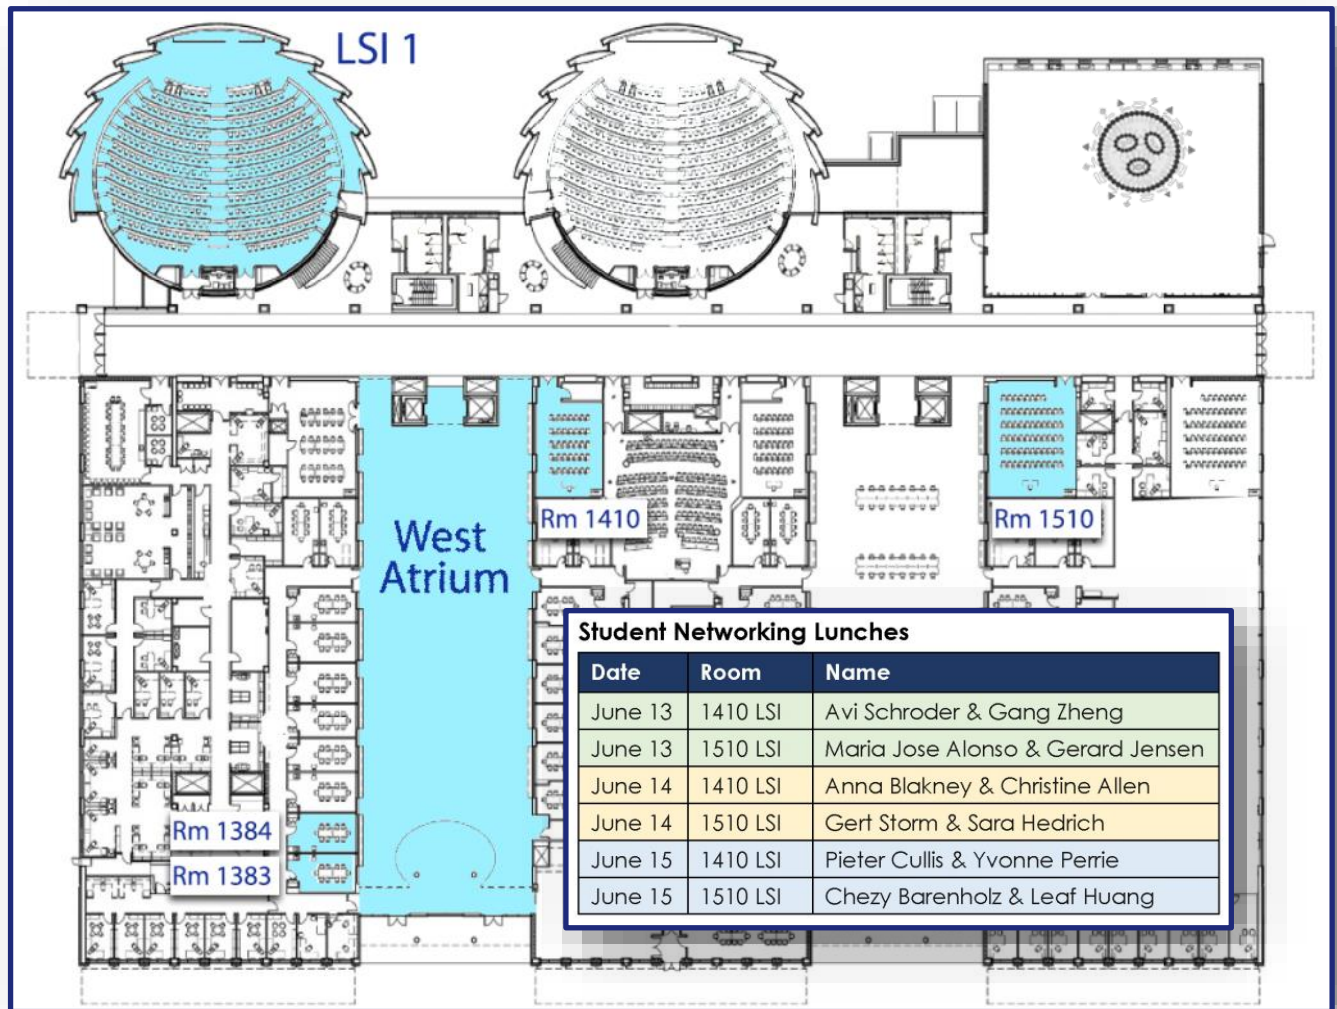 LSI 1
Rm 1410
Rm 1510
West
Atrium
Student Networking Lunches
Date Room Name
June 13 1410 LSI Avi Schroder & Gang Zheng
June 13 1510 LSI Maria Jose Alonso & Gerard Jensen
June 14 1410 LSI Anna Blakney & Christine Allen
June 14 1510 LSI Gert Storm & Sara Hedrich
June 15 1410 LSI Pieter Cullis & Yvonne Perrie
June 15 1510 LSI Chezy Barenholz & Leaf Huang
Rm 1384
Rm 1383